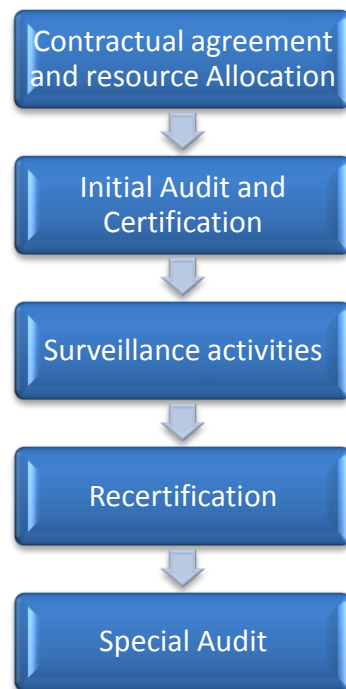 Contractual agreement
and resource Allocation
Initial Audit and
Certification
Surveillance activities
Recertification
Special Audit